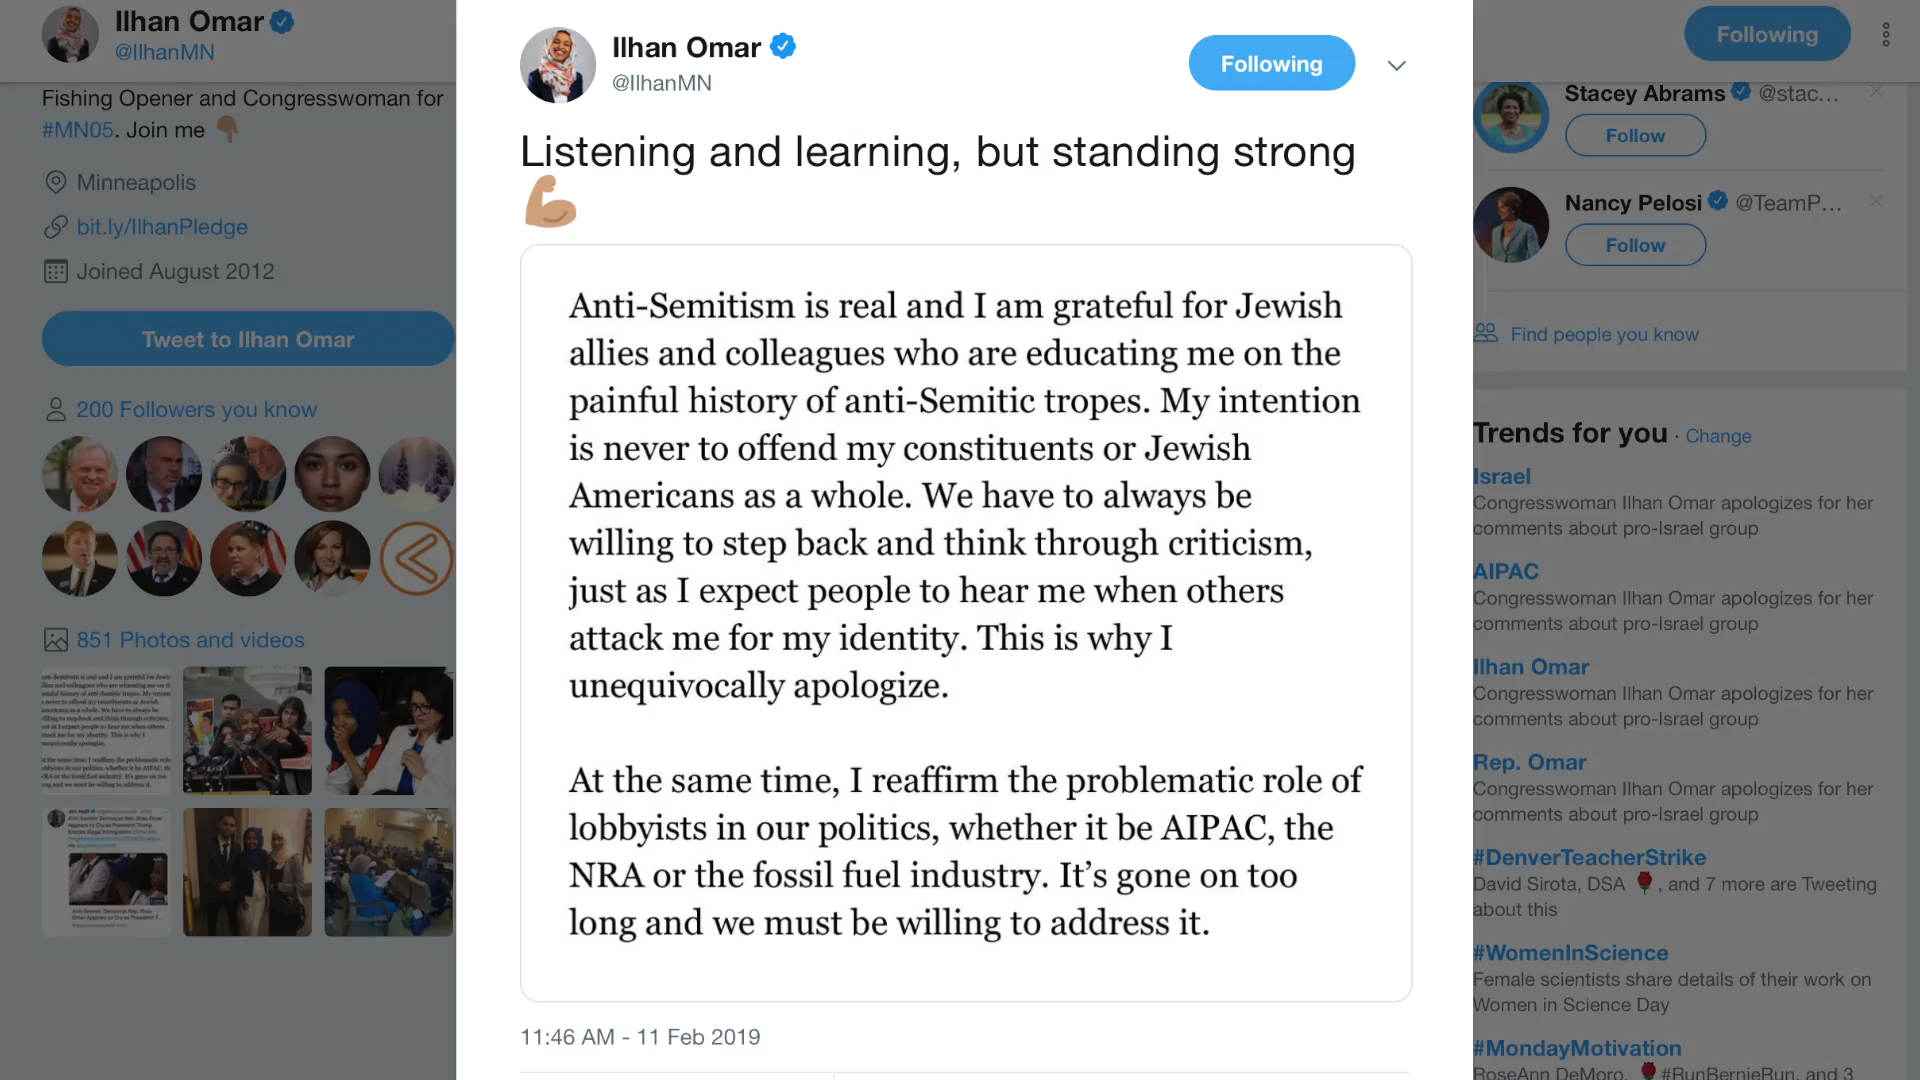 Ilhan Omar
@IlhanMN
Fishing Opener and Congresswoman for
#MN05. Join me 👇🏽
Minneapolis
bit.ly/IlhanPledge
Joined August 2012
Tweet to Ilhan Omar
200 Followers you know
851 Photos and videos
Ilhan Omar
@IlhanMN
Following
Listening and learning, but standing strong
💪🏽
Anti-Semitism is real and I am grateful for Jewish
allies and colleagues who are educating me on the
painful history of anti-Semitic tropes. My intention
is never to offend my constituents or Jewish
Americans as a whole. We have to always be
willing to step back and think through criticism,
just as I expect people to hear me when others
attack me for my identity. This is why I
unequivocally apologize.
At the same time, I reaffirm the problematic role of
lobbyists in our politics, whether it be AIPAC, the
NRA or the fossil fuel industry. It’s gone on too
long and we must be willing to address it.
11:46 AM - 11 Feb 2019
Following
Stacey Abrams @stac...
Follow
Nancy Pelosi @TeamP...
Follow
Find people you know
Trends for you · Change
Israel
Congresswoman Ilhan Omar apologizes for her
comments about pro-Israel group
AIPAC
Congresswoman Ilhan Omar apologizes for her
comments about pro-Israel group
Ilhan Omar
Congresswoman Ilhan Omar apologizes for her
comments about pro-Israel group
Rep. Omar
Congresswoman Ilhan Omar apologizes for her
comments about pro-Israel group
#DenverTeacherStrike
David Sirota, DSA 🌹, and 7 more are Tweeting
about this
#WomenInScience
Female scientists share details of their work on
Women in Science Day
#MondayMotivation
RoseAnn DeMoro, 🌹 #RunBernieRun, and 3